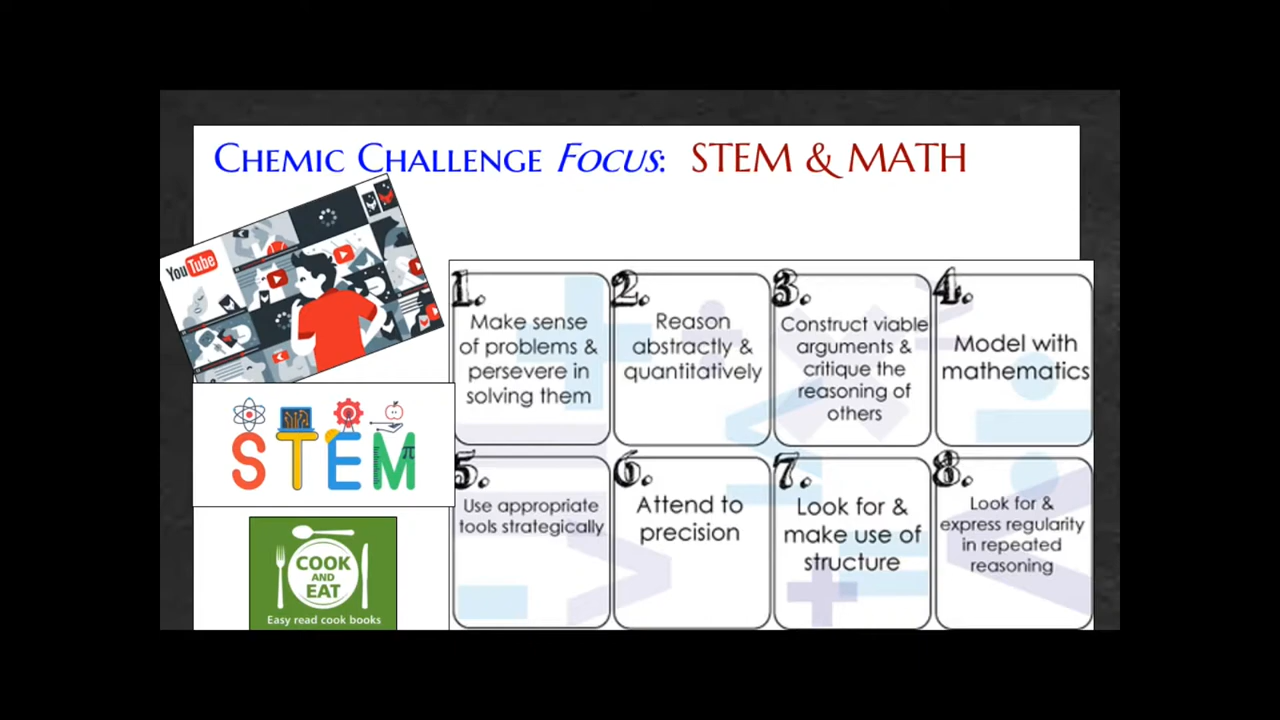 CHEMIC CHALLENGE FOCUS: STEM & MATH
YouTube
STEM
π
COOK
AND
EAT
Easy read cook books
1.
Make sense
of problems &
persevere in
solving them
2.
Reason
abstractly &
quantitatively
3.
Construct viable
arguments &
critique the
reasoning of
others
4.
Model with
mathematics
5.
Use appropriate
tools strategically
6.
Attend to
precision
7.
Look for &
make use of
structure
8.
Look for &
express regularity
in repeated
reasoning